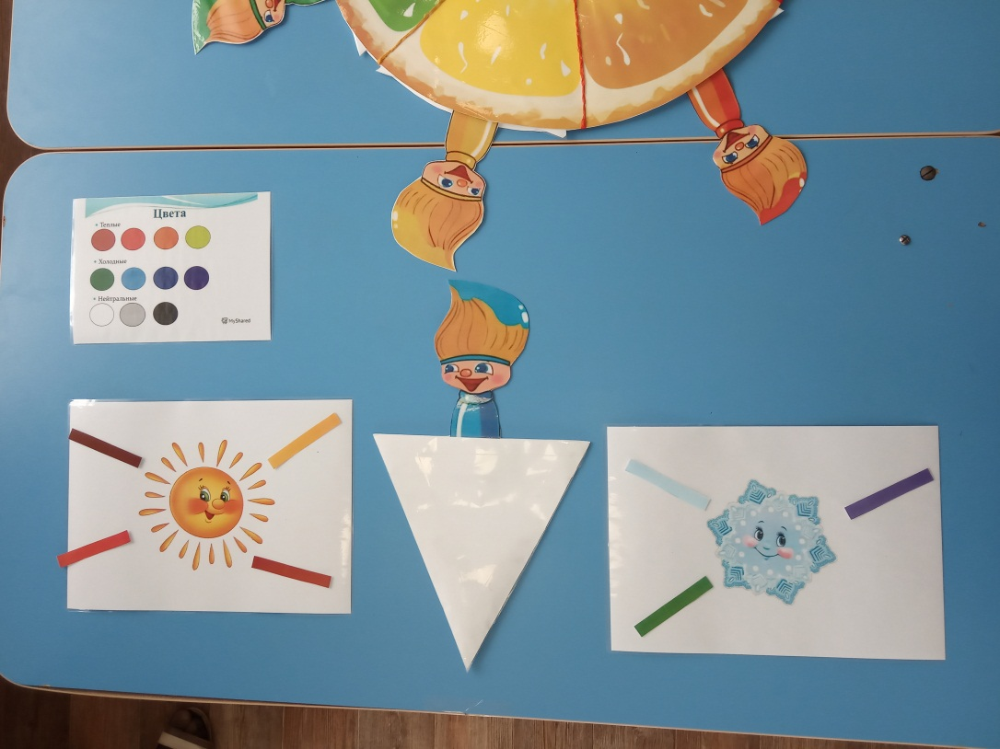 Цвета
• Теплые
• Холодные
• Нейтральные
MyShared